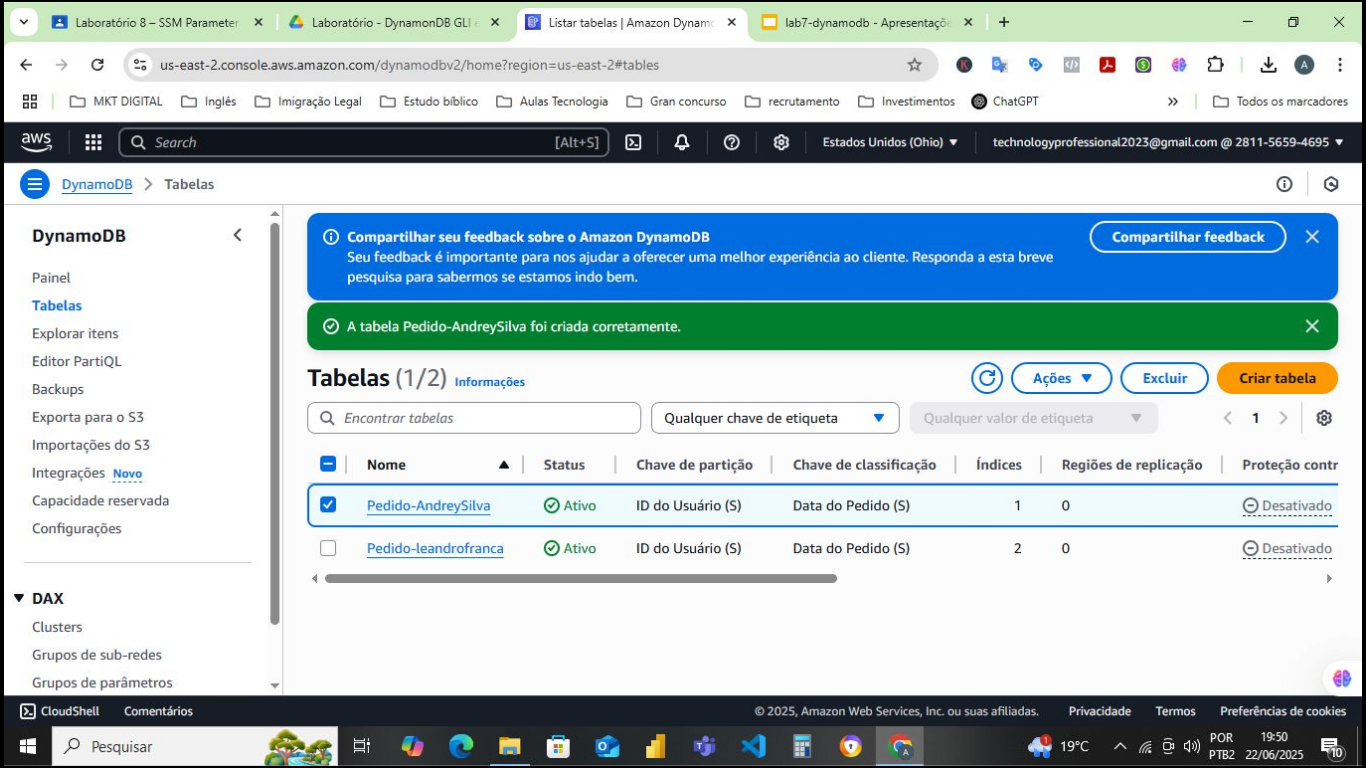 Laboratório 8 – SSM Parameter
Laboratório - DynamonDB GLI e
Listar tabelas | Amazon Dynamo
lab7-dynamodb - Apresentaçõe
us-east-2.console.aws.amazon.com/dynamodbv2/home?region=us-east-2#tables
MKT DIGITAL Inglês Imigração Legal Estudo bíblico Aulas Tecnologia Gran concurso recrutamento Investimentos ChatGPT » Todos os marcadores
aws Search [Alt+S] Estados Unidos (Ohio) technologyprofessional2023@gmail.com @ 2811-5659-4695
DynamoDB > Tabelas
DynamoDB
Painel
Tabelas
Explorar itens
Editor PartiQL
Backups
Exporta para o S3
Importações do S3
Integrações Novo
Capacidade reservada
Configurações
DAX
Clusters
Grupos de sub-redes
Grupos de parâmetros
Compartilhar seu feedback sobre o Amazon DynamoDB
Seu feedback é importante para nos ajudar a oferecer uma melhor experiência ao cliente. Responda a esta breve
pesquisa para sabermos se estamos indo bem.
Compartilhar feedback
A tabela Pedido-AndreySilva foi criada corretamente.
Tabelas (1/2) Informações
Ações Excluir Criar tabela
Encontrar tabelas Qualquer chave de etiqueta Qualquer valor de etiqueta < 1 >
Nome Status Chave de partição Chave de classificação Índices Regiões de replicação Proteção contr
Pedido-AndreySilva Ativo ID do Usuário (S) Data do Pedido (S) 1 0 Desativado
Pedido-leandrofranca Ativo ID do Usuário (S) Data do Pedido (S) 2 0 Desativado
CloudShell Comentários © 2025, Amazon Web Services, Inc. ou suas afiliadas. Privacidade Termos Preferências de cookies
Pesquisar 19°C POR 19:50
PTB2 22/06/2025